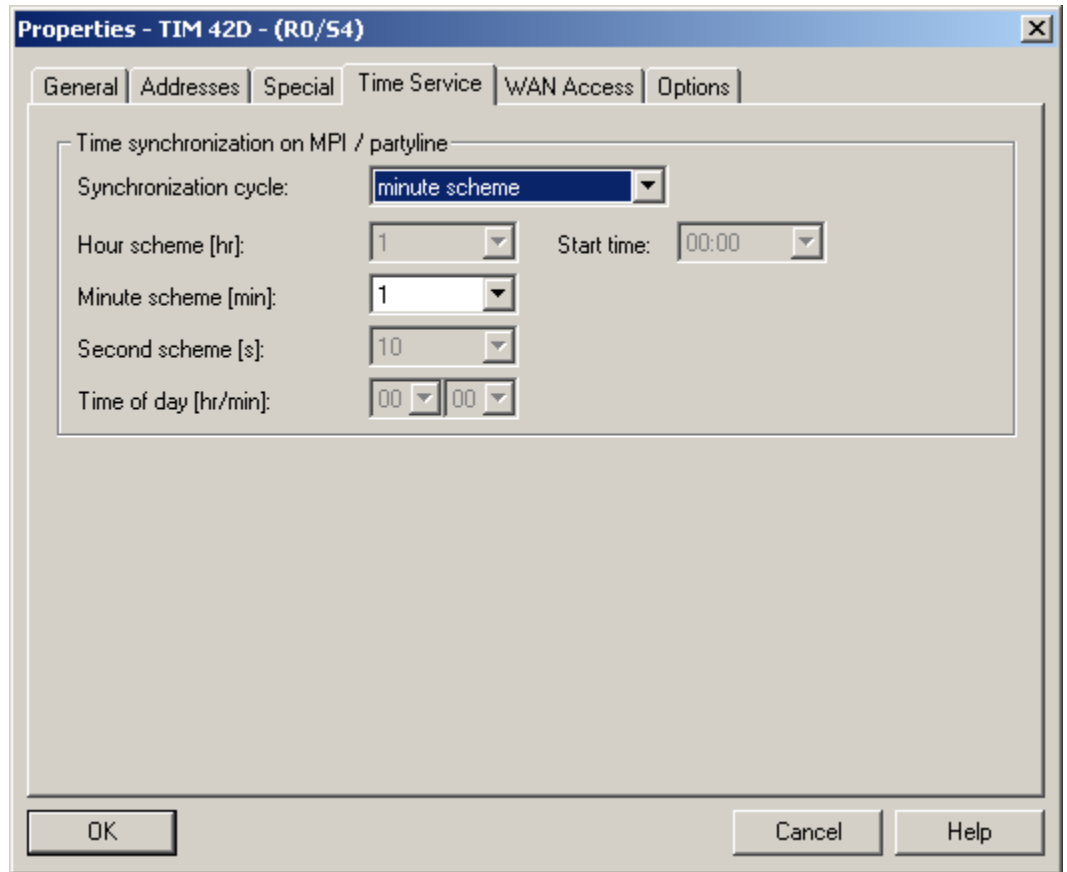 Properties - TIM 42D - (R0/S4)
General Addresses Special Time Service WAN Access Options
Time synchronization on MPI / partyline
Synchronization cycle: minute scheme
Hour scheme [hr]: 1 Start time: 00:00
Minute scheme [min]: 1
Second scheme [s]: 10
Time of day [hr/min]: 00 00
OK Cancel Help